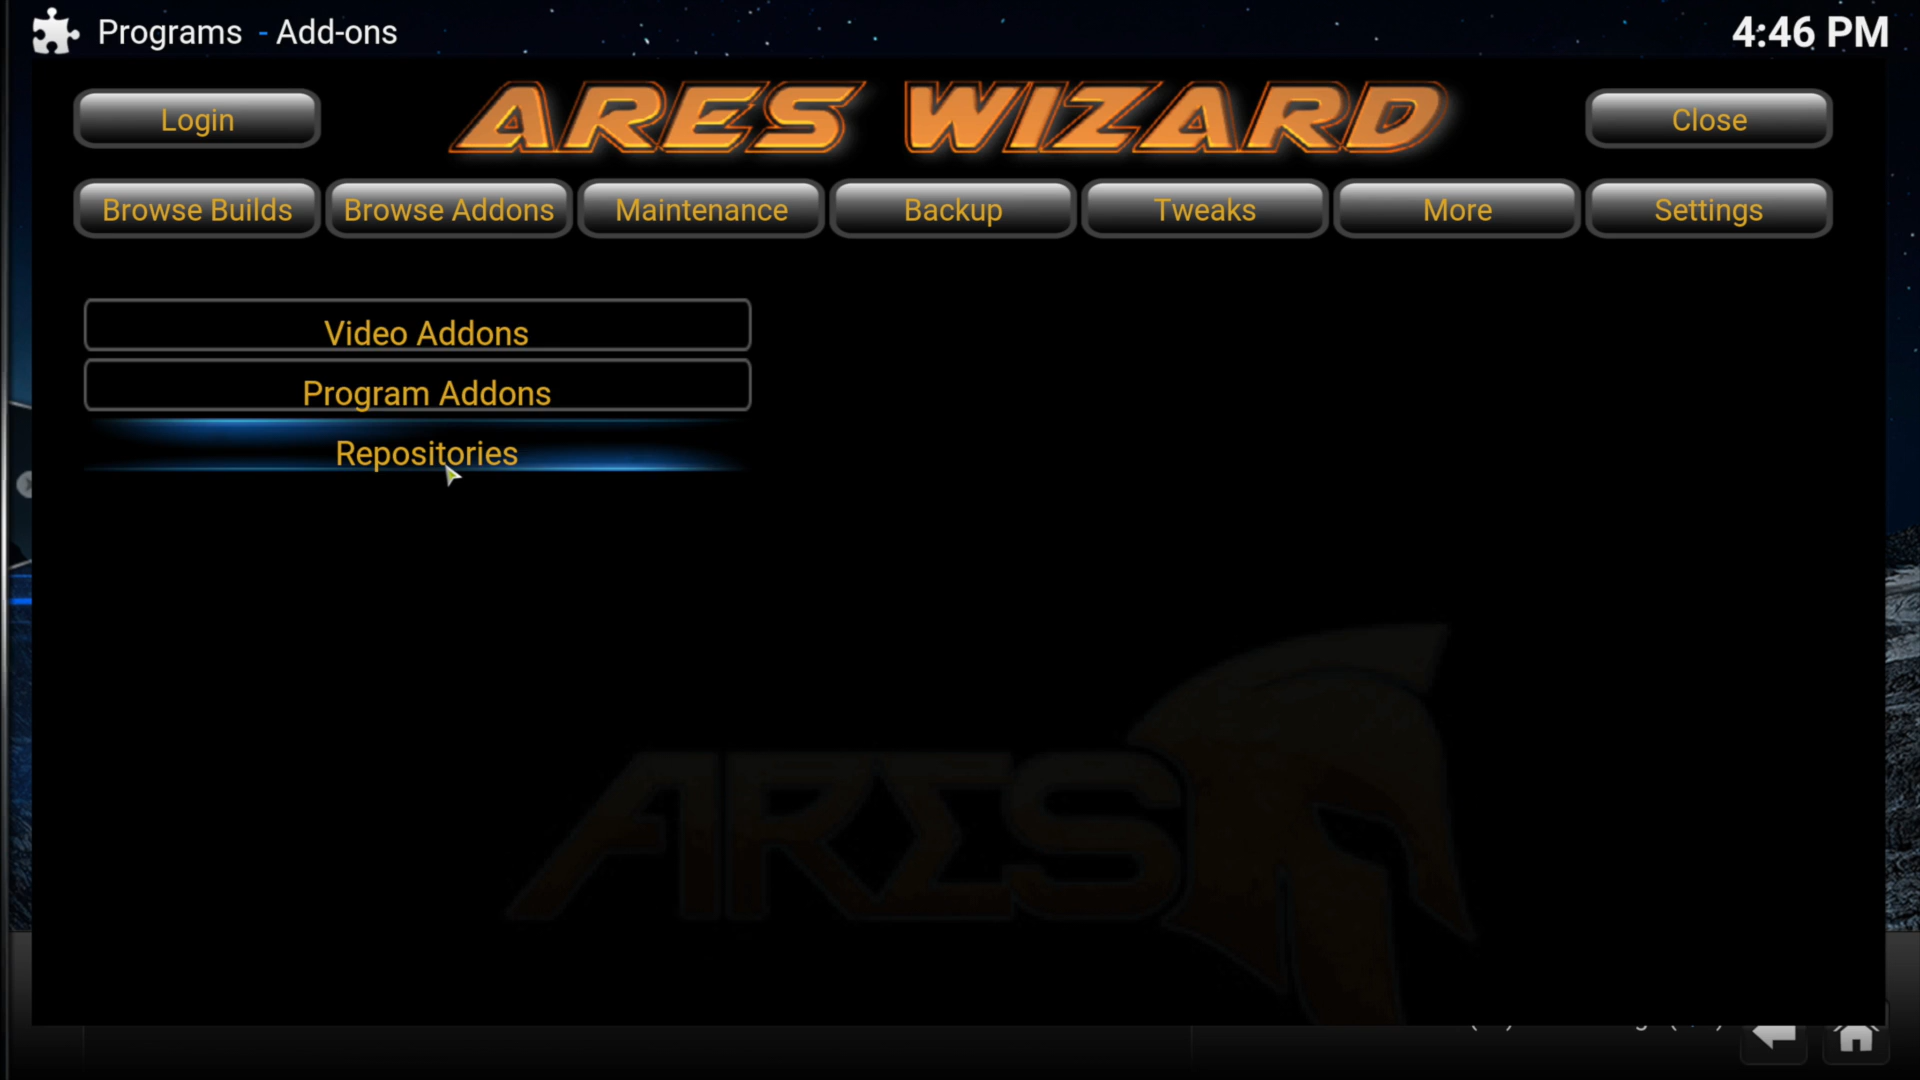 Programs - Add-ons
4:46 PM
Login
ARES WIZARD
Close
Browse Builds
Browse Addons
Maintenance
Backup
Tweaks
More
Settings
Video Addons
Program Addons
Repositories
ARES